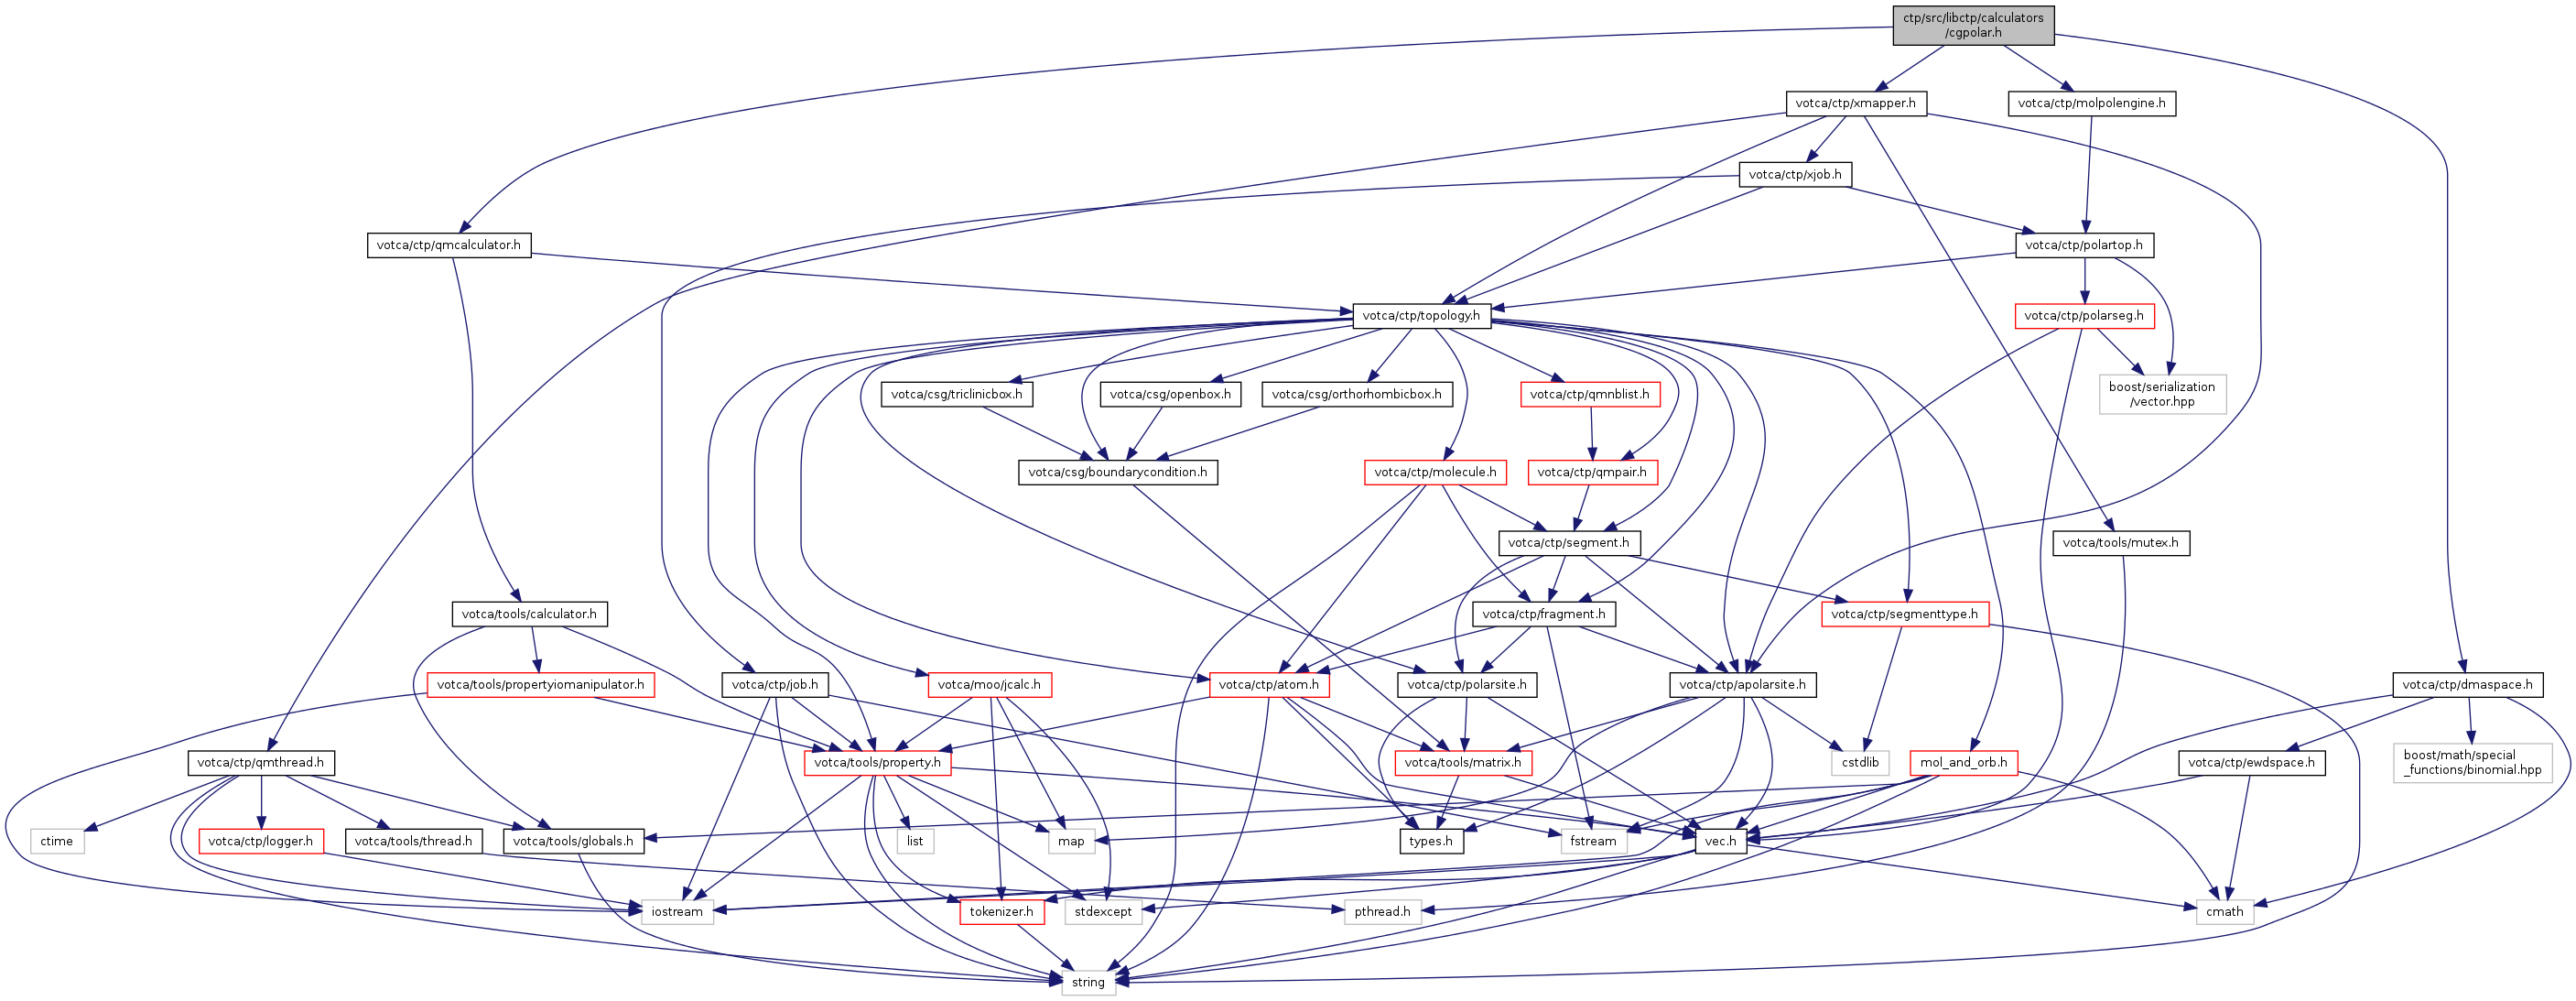 ctp/src/libctp/calculators
/cgpolar.h
votca/ctp/xmapper.h
votca/ctp/molpolengine.h
votca/ctp/xjob.h
votca/ctp/qmcalculator.h
votca/ctp/polartop.h
votca/ctp/topology.h
votca/ctp/polarseg.h
votca/csg/triclinicbox.h
votca/csg/openbox.h
votca/csg/orthorhombicbox.h
votca/ctp/qmnblist.h
boost/serialization
/vector.hpp
votca/csg/boundarycondition.h
votca/ctp/molecule.h
votca/ctp/qmpair.h
votca/ctp/segment.h
votca/tools/mutex.h
votca/tools/calculator.h
votca/ctp/fragment.h
votca/ctp/segmenttype.h
votca/tools/propertyiomanipulator.h
votca/ctp/job.h
votca/moo/jcalc.h
votca/ctp/atom.h
votca/ctp/polarsite.h
votca/ctp/apolarsite.h
votca/ctp/dmaspace.h
votca/ctp/qmthread.h
votca/tools/property.h
votca/tools/matrix.h
cstdlib
mol_and_orb.h
votca/ctp/ewdspace.h
boost/math/special
_functions/binomial.hpp
ctime
votca/ctp/logger.h
votca/tools/thread.h
votca/tools/globals.h
list
map
types.h
fstream
vec.h
iostream
tokenizer.h
stdexcept
pthread.h
cmath
string